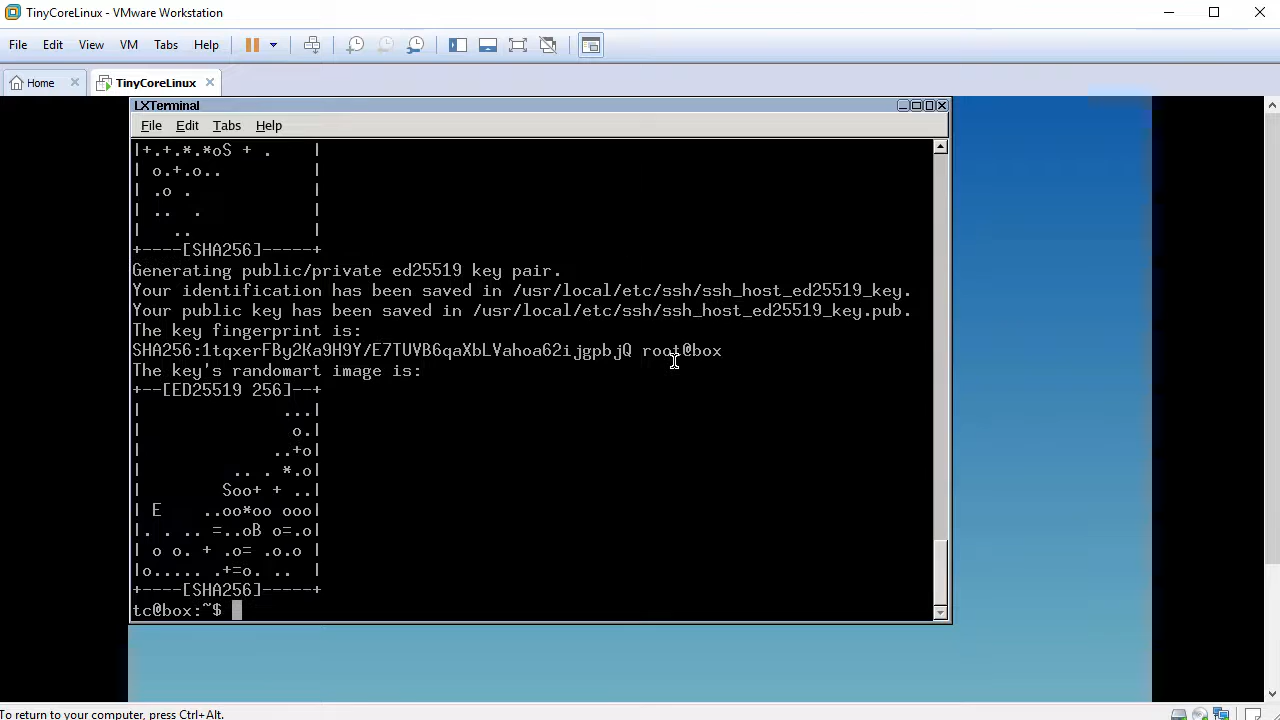 TinyCoreLinux - VMware Workstation
File Edit View VM Tabs Help
Home TinyCoreLinux
LXTerminal
File Edit Tabs Help
|+.+.*.*oS + .     |
| o.+.o..          |
| .o .             |
| ..  .            |
|   ..             |
+----[SHA256]-----+
Generating public/private ed25519 key pair.
Your identification has been saved in /usr/local/etc/ssh/ssh_host_ed25519_key.
Your public key has been saved in /usr/local/etc/ssh/ssh_host_ed25519_key.pub.
The key fingerprint is:
SHA256:1tqxerFBy2Ka9H9Y/E7TUVB6qaXbLVahoa62ijgpbjQ root@box
The key's randomart image is:
+--[ED25519 256]--+
|              ...|
|               o.|
|             ..+o|
|         .. . *.o|
|        Soo+ + ..|
| E    ..oo*oo ooo|
|. . .. =..oB o=.o|
| o o. + .o= .o.o |
|o..... .+=o. ..  |
+----[SHA256]-----+
tc@box:~$
To return to your computer, press Ctrl+Alt.